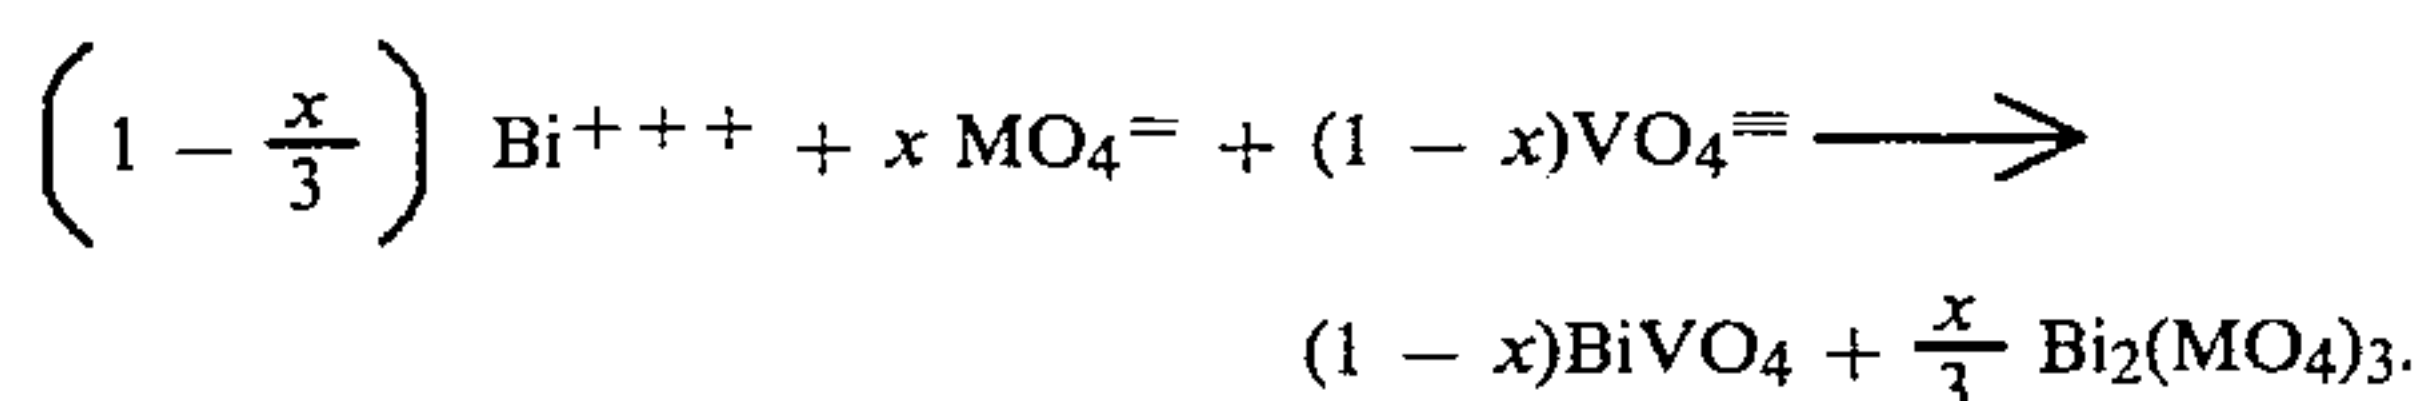 (1 − x/3) Bi⁺⁺⁺ + x MO₄⁼ + (1 − x)VO₄≡ ⟶
(1 − x)BiVO₄ + x/3 Bi₂(MO₄)₃.